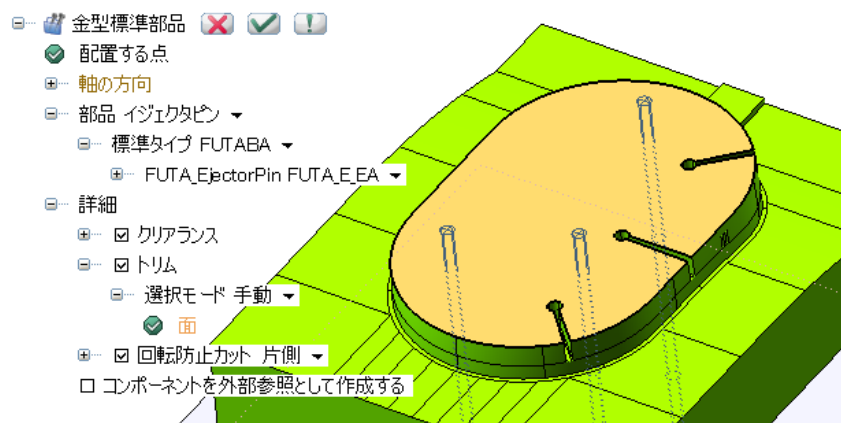 金型標準部品
配置する点
軸の方向
部品 イジェクタピン
標準タイプ FUTABA
FUTA_EjectorPin FUTA_E_EA
詳細
クリアランス
トリム
選択モード 手動
面
回転防止カット 片側
コンポーネントを外部参照として作成する